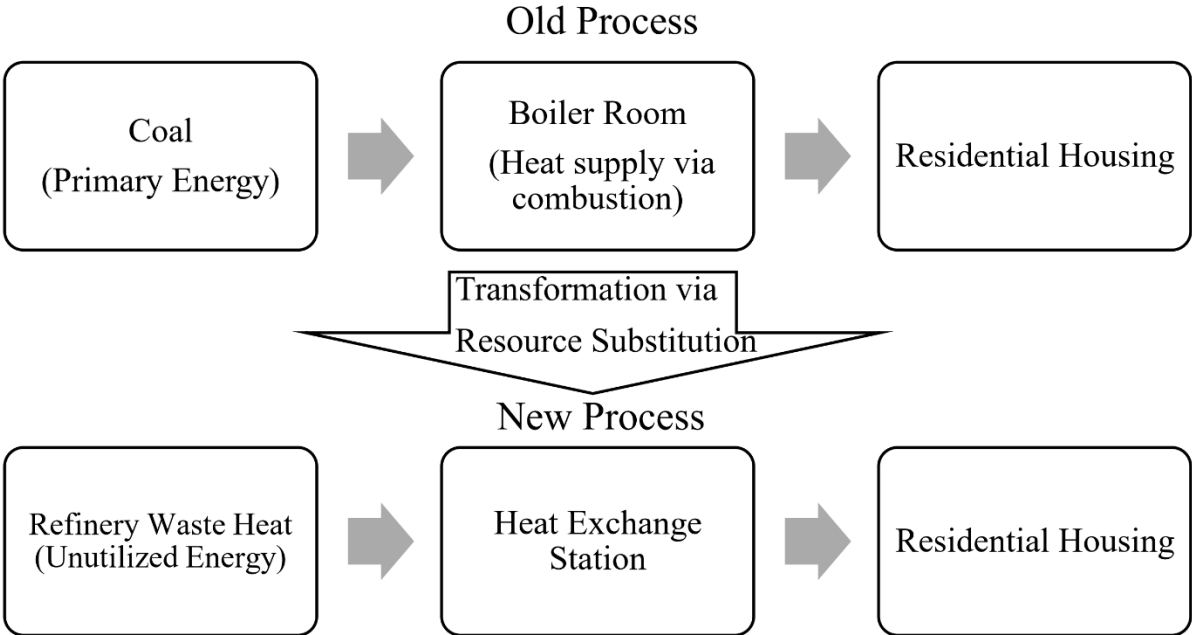 Old Process
Coal
(Primary Energy)
Boiler Room
(Heat supply via
combustion)
Residential Housing
Transformation via
Resource Substitution
New Process
Refinery Waste Heat
(Unutilized Energy)
Heat Exchange
Station
Residential Housing